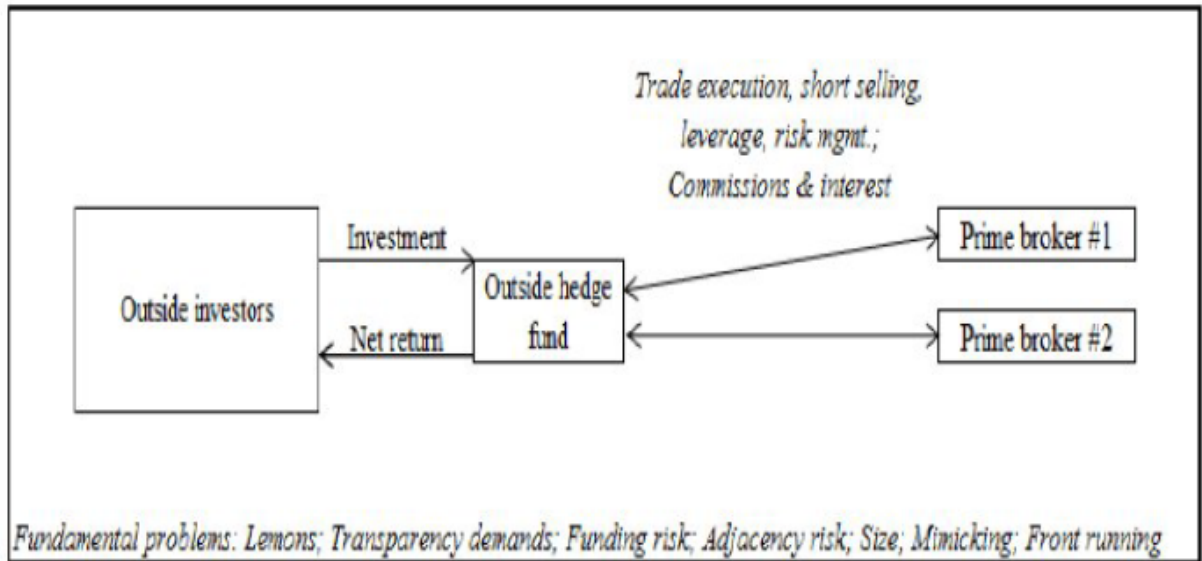 Trade execution, short selling,
leverage, risk mgmt.;
Commissions & interest
Investment
Prime broker #1
Outside investors
Outside hedge
fund
Net return
Prime broker #2
Fundamental problems: Lemons; Transparency demands; Funding risk; Adjacency risk; Size; Mimicking; Front running